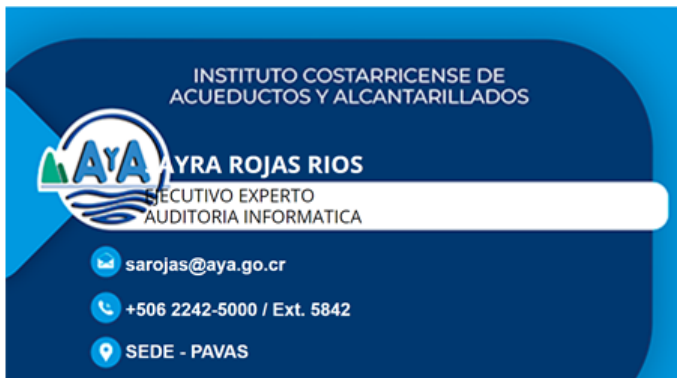 INSTITUTO COSTARRICENSE DE
ACUEDUCTOS Y ALCANTARILLADOS
AYA
AYRA ROJAS RIOS
EJECUTIVO EXPERTO
AUDITORIA INFORMATICA
sarojas@aya.go.cr
+506 2242-5000 / Ext. 5842
SEDE - PAVAS